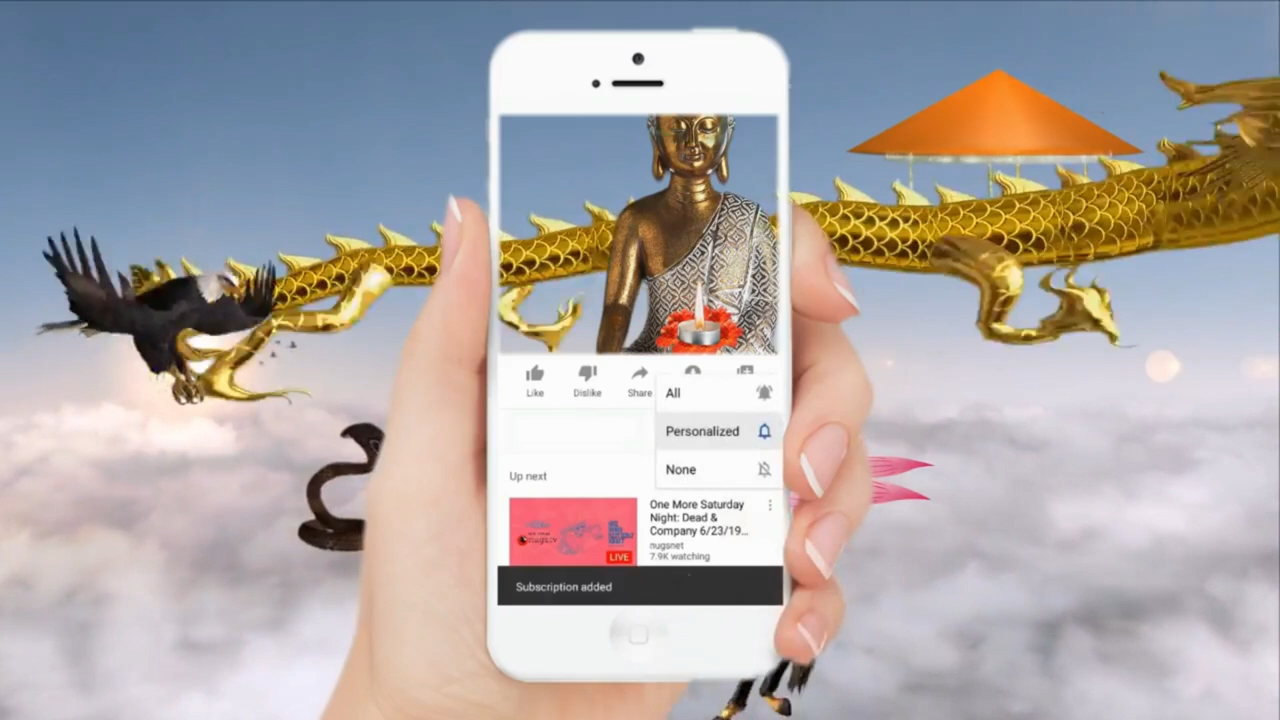 Like
Dislike
Share
All
Personalized
None
Up next
One More Saturday
Night: Dead &
Company 6/23/19...
nugsnet
7.9K watching
LIVE
Subscription added